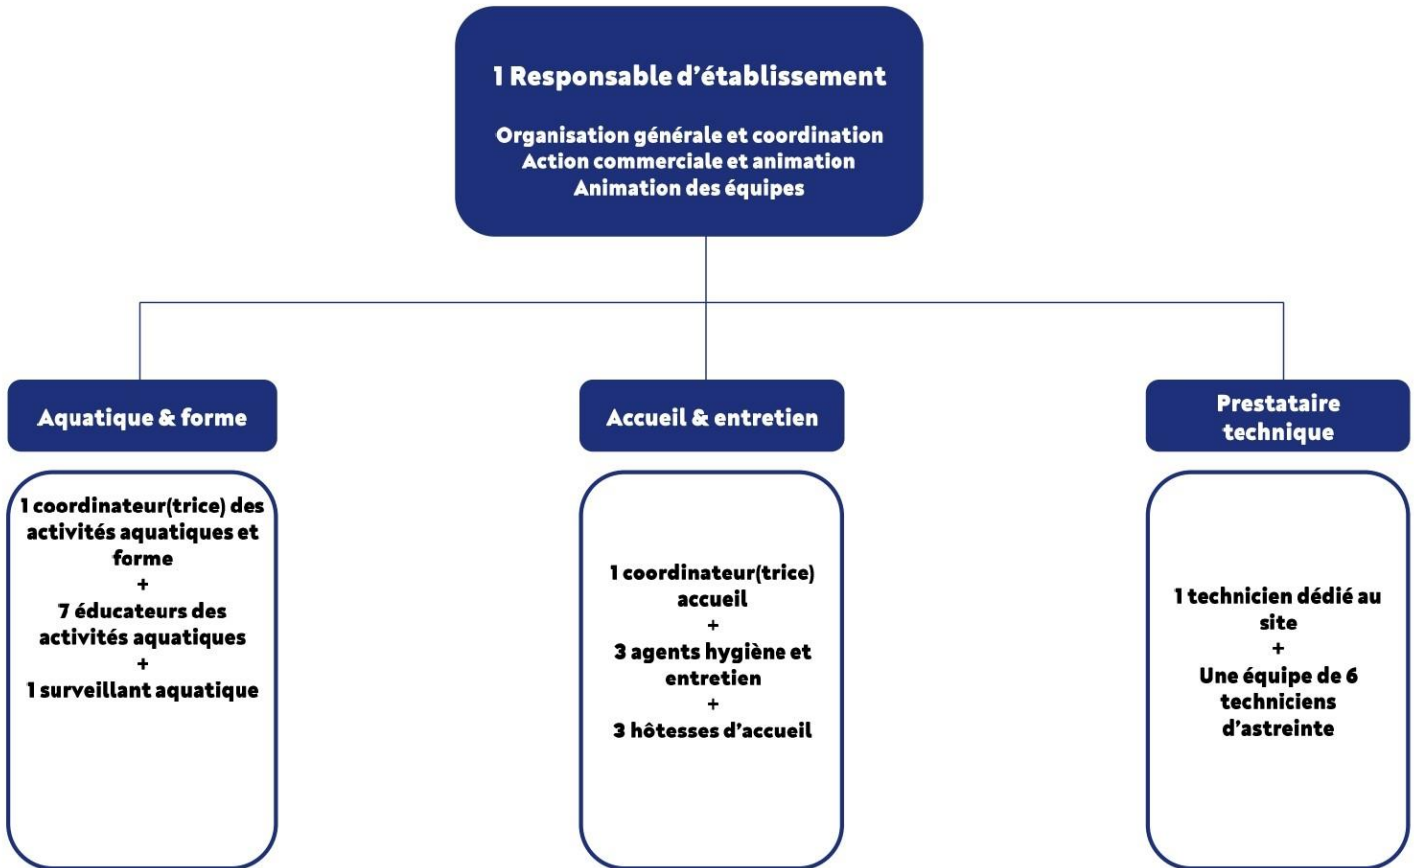 1 Responsable d’établissement
Organisation générale et coordination
Action commerciale et animation
Animation des équipes
Aquatique & forme
1 coordinateur(trice) des
activités aquatiques et
forme
+
7 éducateurs des
activités aquatiques
+
1 surveillant aquatique
Accueil & entretien
1 coordinateur(trice)
accueil
+
3 agents hygiène et
entretien
+
3 hôtesses d’accueil
Prestataire
technique
1 technicien dédié au
site
+
Une équipe de 6
techniciens
d’astreinte